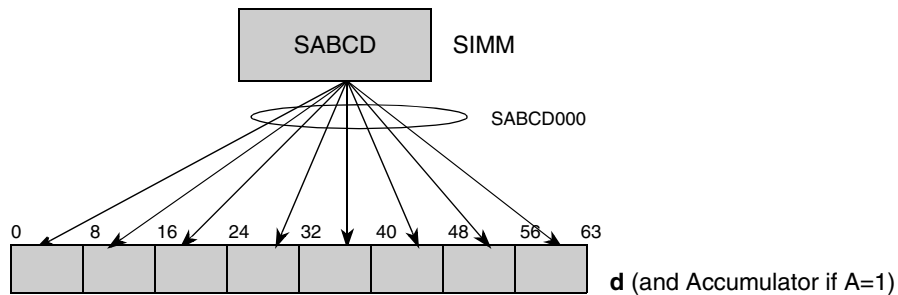 SABCD SIMM
SABCD000
0 8 16 24 32 40 48 56 63
d (and Accumulator if A=1)